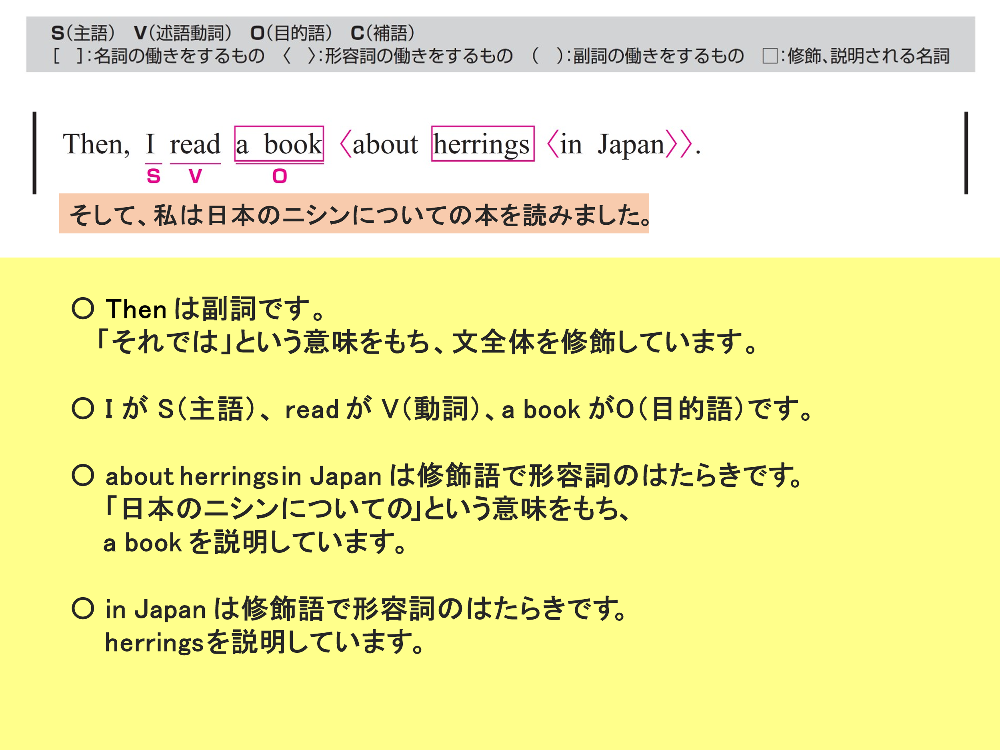 S（主語）　V（述語動詞）　O（目的語）　C（補語）
［　］：名詞の働きをするもの　〈　〉：形容詞の働きをするもの　（　）：副詞の働きをするもの　□：修飾、説明される名詞
Then, I read a book 〈about herrings 〈in Japan〉〉.
S V O
そして、私は日本のニシンについての本を読みました。
○ Then は副詞です。
「それでは」という意味をもち、文全体を修飾しています。
○ I が S（主語）、 read が V（動詞）、a book がO（目的語）です。
○ about herringsin Japan は修飾語で形容詞のはたらきです。
「日本のニシンについての」という意味をもち、
a book を説明しています。
○ in Japan は修飾語で形容詞のはたらきです。
herringsを説明しています。